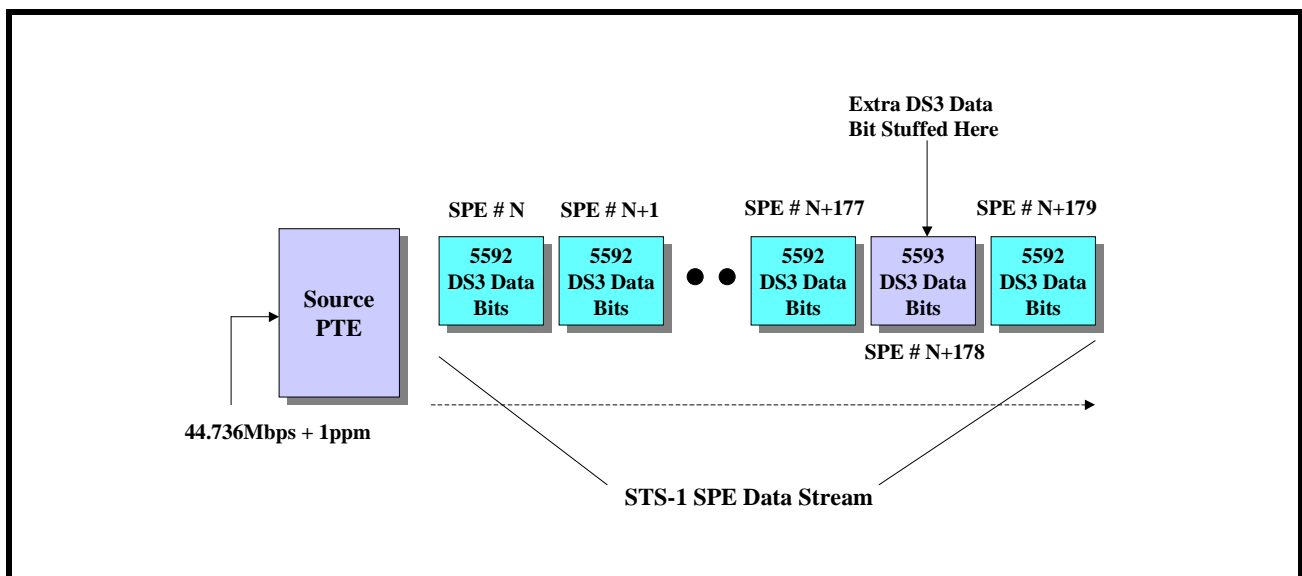 Extra DS3 Data
Bit Stuffed Here
SPE # N
SPE # N+1
SPE # N+177
SPE # N+179
Source
PTE
5592
DS3 Data
Bits
5592
DS3 Data
Bits
5592
DS3 Data
Bits
5593
DS3 Data
Bits
5592
DS3 Data
Bits
SPE # N+178
44.736Mbps + 1ppm
STS-1 SPE Data Stream